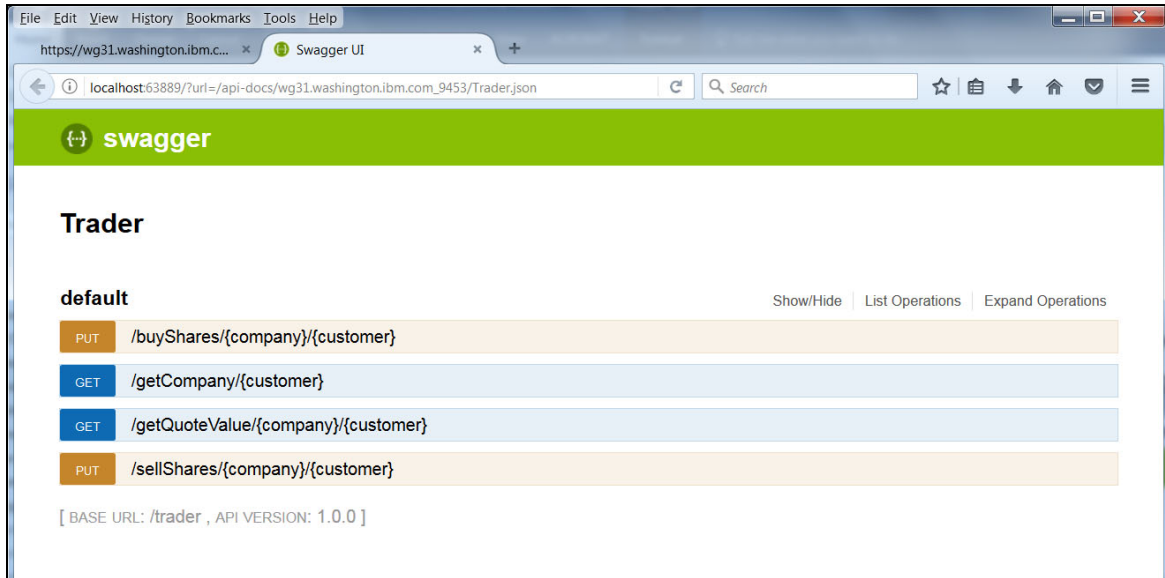 File Edit View History Bookmarks Tools Help
https://wg31.washington.ibm.c... × Swagger UI × +
localhost:63889/?url=/api-docs/wg31.washington.ibm.com_9453/Trader.json Search
{··} swagger
Trader
default Show/Hide List Operations Expand Operations
PUT /buyShares/{company}/{customer}
GET /getCompany/{customer}
GET /getQuoteValue/{company}/{customer}
PUT /sellShares/{company}/{customer}
[ BASE URL: /trader , API VERSION: 1.0.0 ]